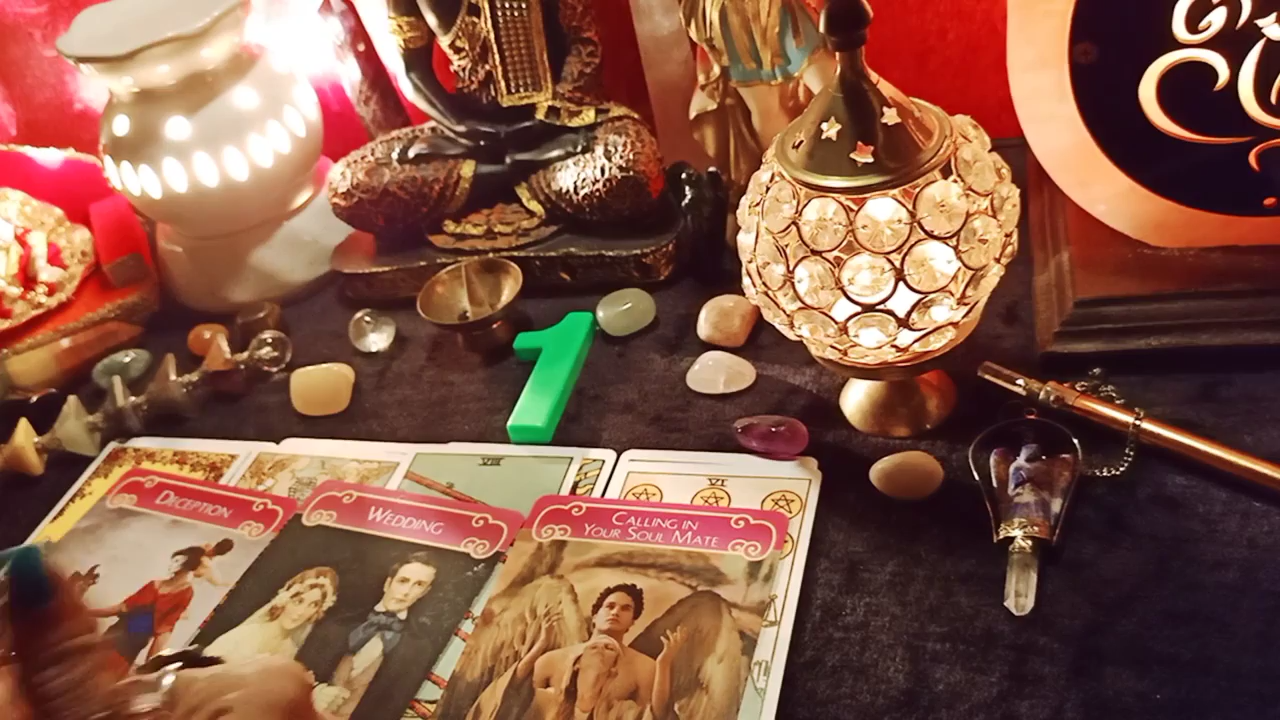 1
I
VIII
VI
DECEPTION
WEDDING
CALLING IN
YOUR SOUL MATE